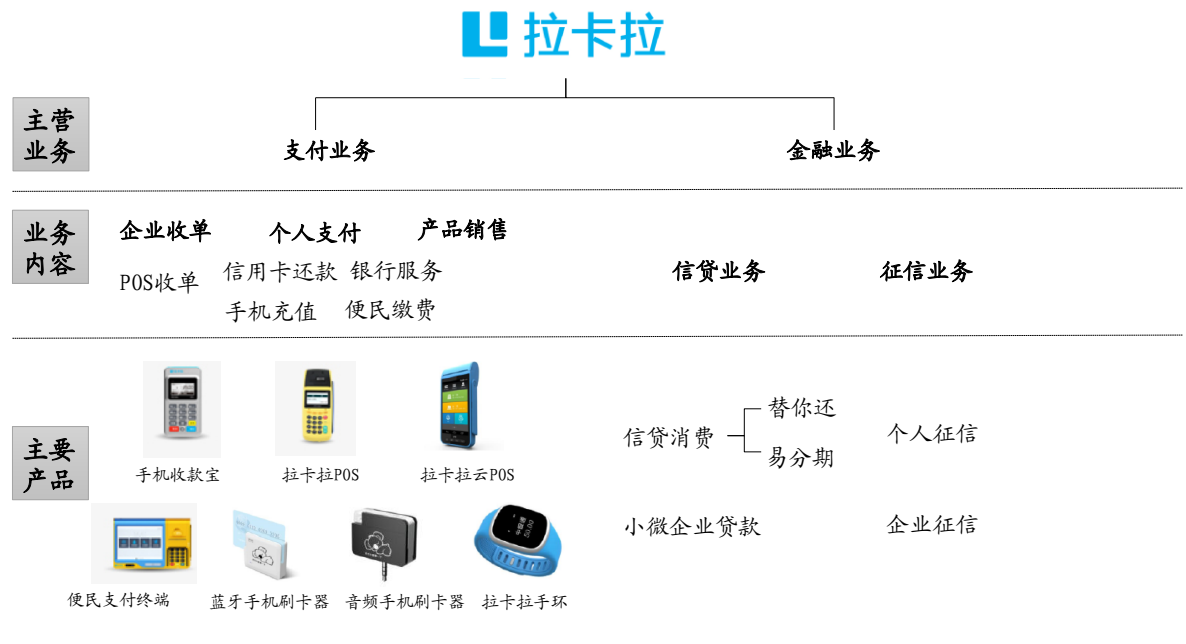 拉卡拉
主营
业务
支付业务
金融业务
业务
内容
企业收单
个人支付
产品销售
POS收单
信用卡还款 银行服务
手机充值 便民缴费
信贷业务
征信业务
主要
产品
手机收款宝
拉卡拉POS
拉卡拉云POS
便民支付终端
蓝牙手机刷卡器
音频手机刷卡器
拉卡拉手环
信贷消费
替你还
易分期
小微企业贷款
个人征信
企业征信